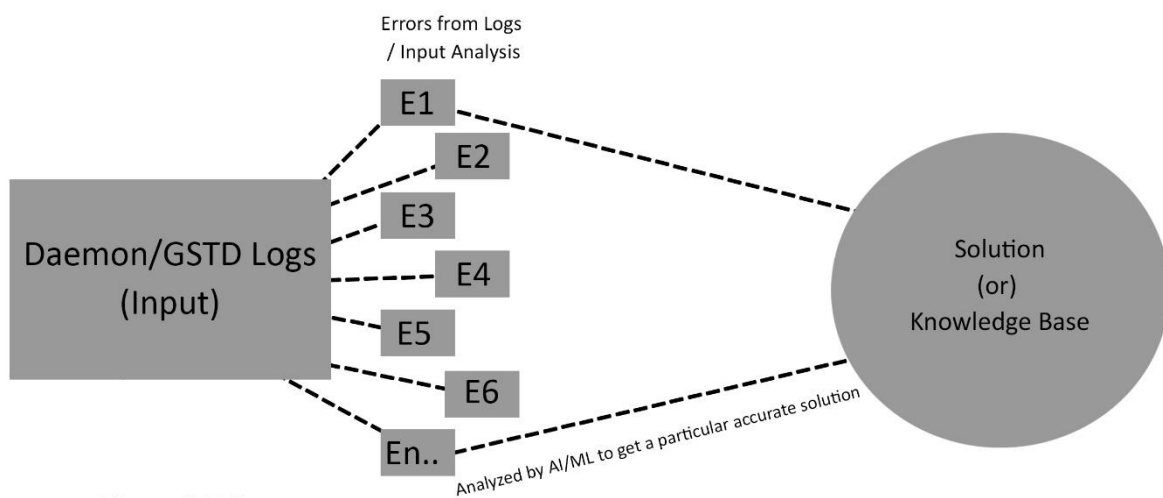 Errors from Logs
/ Input Analysis
E1
E2
E3
E4
E5
E6
En..
Daemon/GSTD Logs
(Input)
Solution
(or)
Knowledge Base
Analyzed by AI/ML to get a particular accurate solution